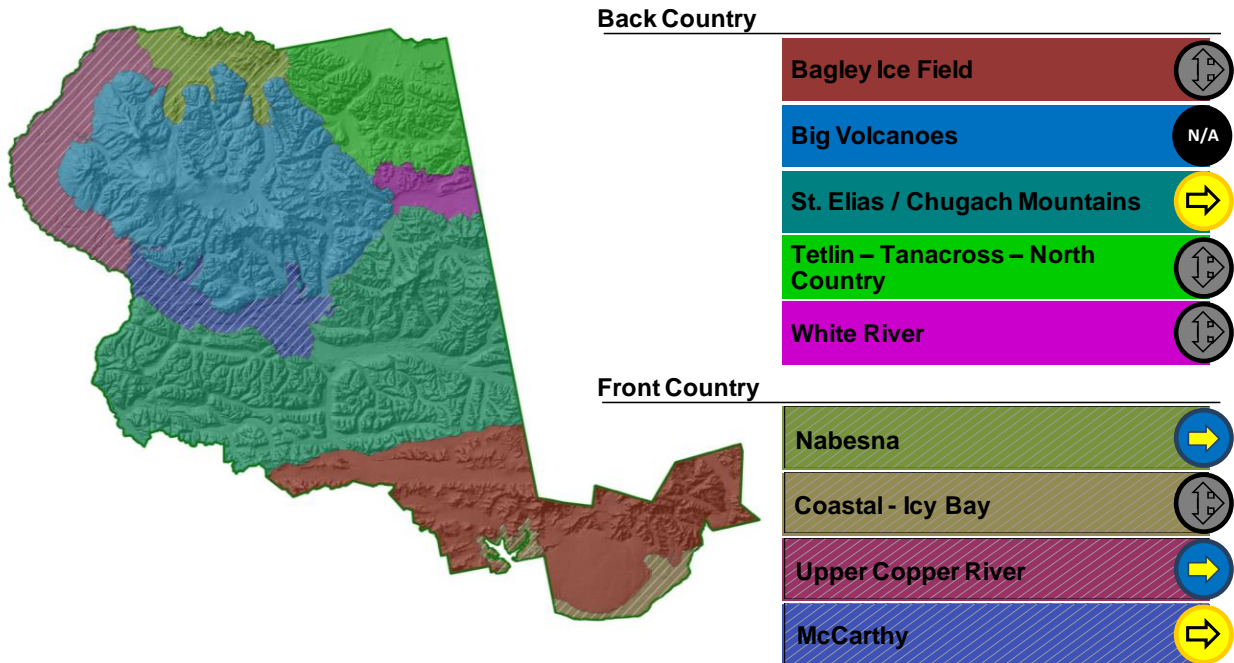 Back Country
Bagley Ice Field
Big Volcanoes
N/A
St. Elias / Chugach Mountains
Tetlin – Tanacross – North
Country
White River
Front Country
Nabesna
Coastal - Icy Bay
Upper Copper River
McCarthy